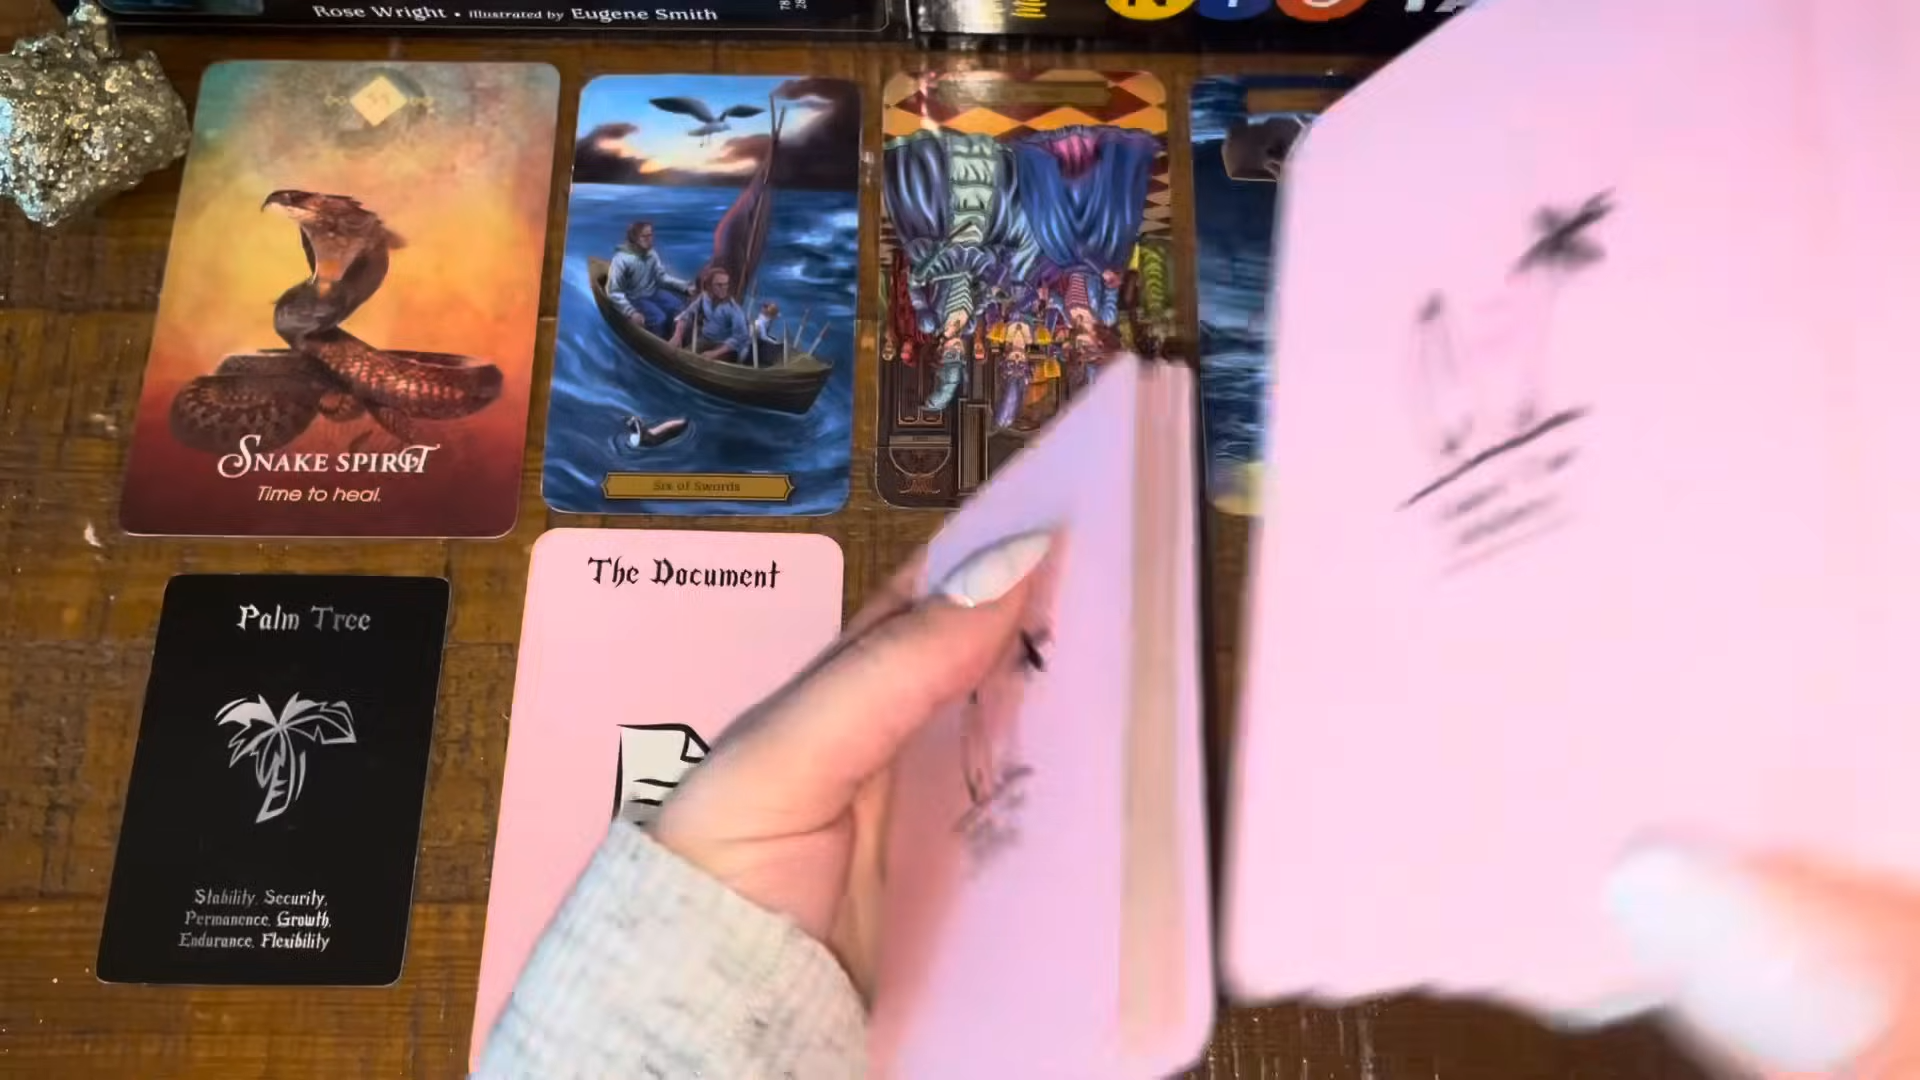 Rose Wright • illustrated by Eugene Smith
SNAKE SPIRIT
Time to heal.
Six of Swords
The Document
Palm Tree
Stability, Security,
Permanence, Growth,
Endurance, Flexibility